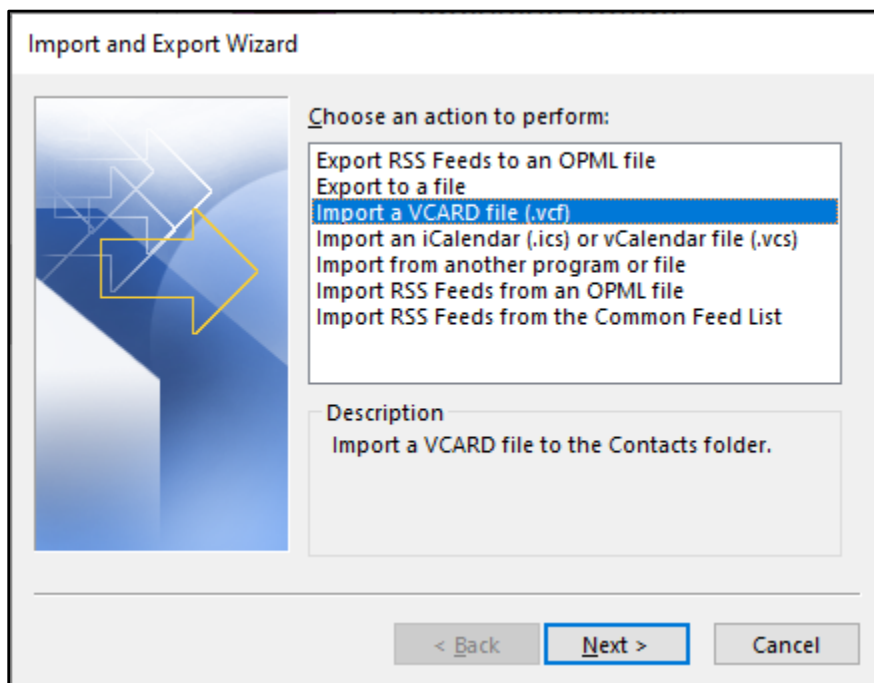 Import and Export Wizard
Choose an action to perform:
Export RSS Feeds to an OPML file
Export to a file
Import a VCARD file (.vcf)
Import an iCalendar (.ics) or vCalendar file (.vcs)
Import from another program or file
Import RSS Feeds from an OPML file
Import RSS Feeds from the Common Feed List
Description
Import a VCARD file to the Contacts folder.
< Back
Next >
Cancel